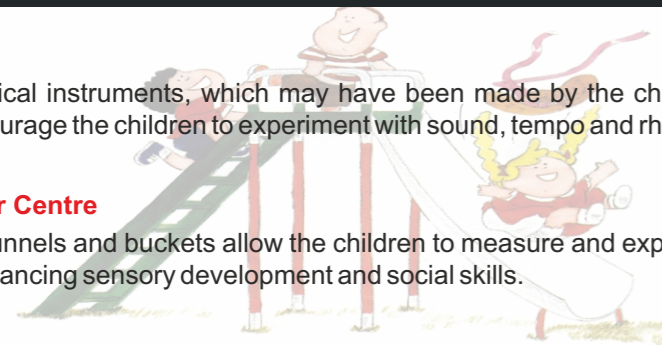 ical instruments, which may have been made by the ch
urage the children to experiment with sound, tempo and rh
r Centre
unnels and buckets allow the children to measure and exp
ancing sensory development and social skills.